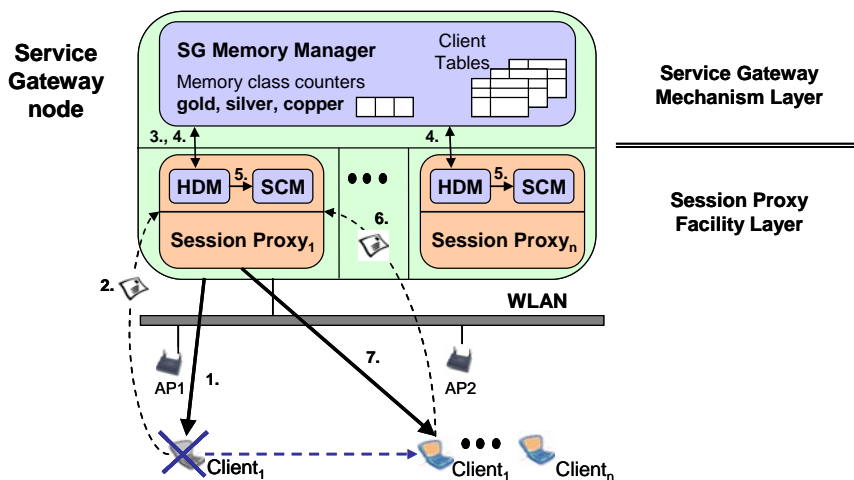 Service
Gateway
node
SG Memory Manager
Memory class counters
gold, silver, copper
Client
Tables
Service Gateway
Mechanism Layer
3., 4.
4.
HDM
5.
SCM
HDM
5.
SCM
Session Proxy1
6.
Session Proxyn
Session Proxy
Facility Layer
2.
WLAN
AP1
1.
7.
AP2
Client1
Client1
Clientn